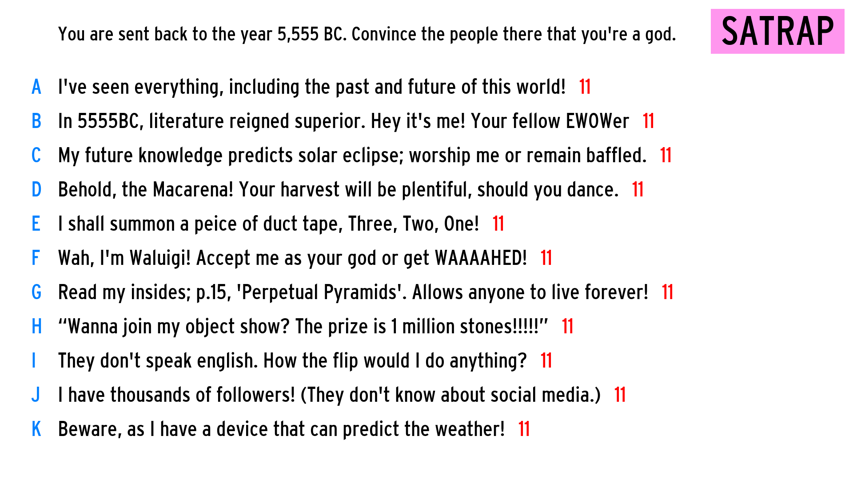 You are sent back to the year 5,555 BC. Convince the people there that you're a god.
SATRAP
A I've seen everything, including the past and future of this world! 11
B In 5555BC, literature reigned superior. Hey it's me! Your fellow EWOWer 11
C My future knowledge predicts solar eclipse; worship me or remain baffled. 11
D Behold, the Macarena! Your harvest will be plentiful, should you dance. 11
E I shall summon a peice of duct tape, Three, Two, One! 11
F Wah, I'm Waluigi! Accept me as your god or get WAAAAHED! 11
G Read my insides; p.15, 'Perpetual Pyramids'. Allows anyone to live forever! 11
H “Wanna join my object show? The prize is 1 million stones!!!!!” 11
I They don't speak english. How the flip would I do anything? 11
J I have thousands of followers! (They don't know about social media.) 11
K Beware, as I have a device that can predict the weather! 11